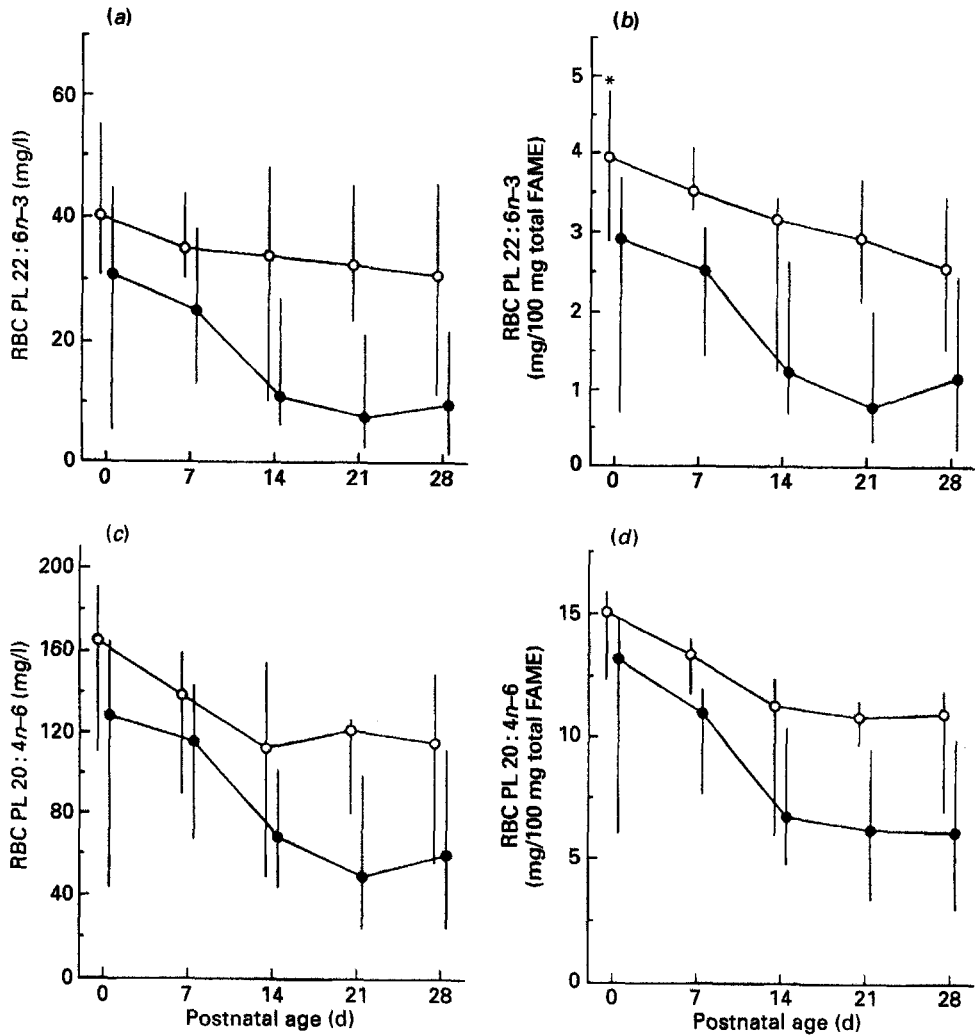 (a)
RBC PL 22:6n–3 (mg/l)
60
40
20
0
0 7 14 21 28
(b)
RBC PL 22:6n–3
(mg/100 mg total FAME)
5
4
3
2
1
0
*
0 7 14 21 28
(c)
RBC PL 20:4n–6 (mg/l)
200
160
120
80
40
0
0 7 14 21 28
Postnatal age (d)
(d)
RBC PL 20:4n–6
(mg/100 mg total FAME)
15
10
5
0
0 7 14 21 28
Postnatal age (d)